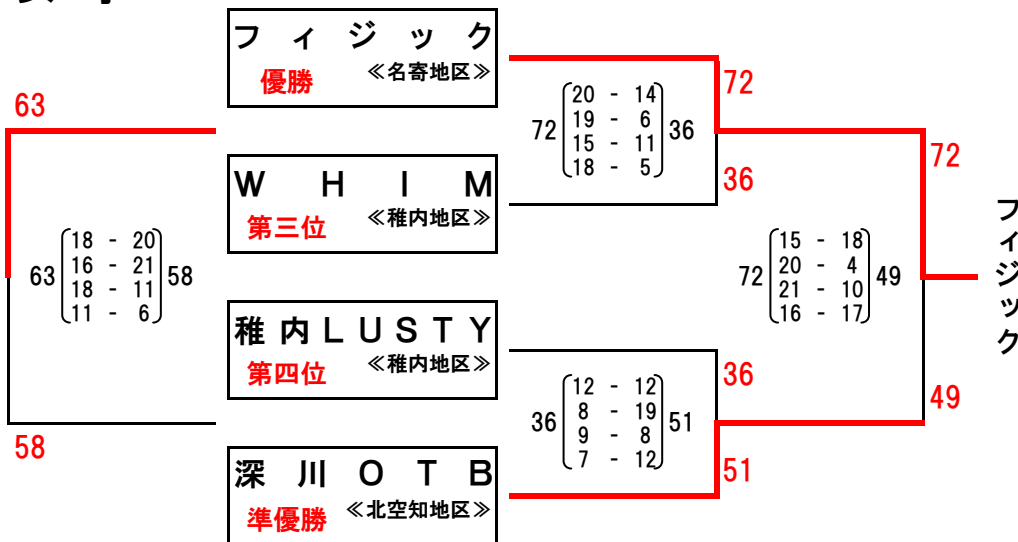 フィジック
優勝 ≪名寄地区≫
WHIM
第三位 ≪稚内地区≫
稚内LUSTY
第四位 ≪稚内地区≫
深川OTB
準優勝 ≪北空知地区≫
63
18 - 20
16 - 21
63 58
18 - 11
11 - 6
58
72
20 - 14
19 - 6
72 36
15 - 11
18 - 5
36
36
12 - 12
8 - 19
36 51
9 - 8
7 - 12
51
72
15 - 18
20 - 4
72 49
21 - 10
16 - 17
49
フィジック